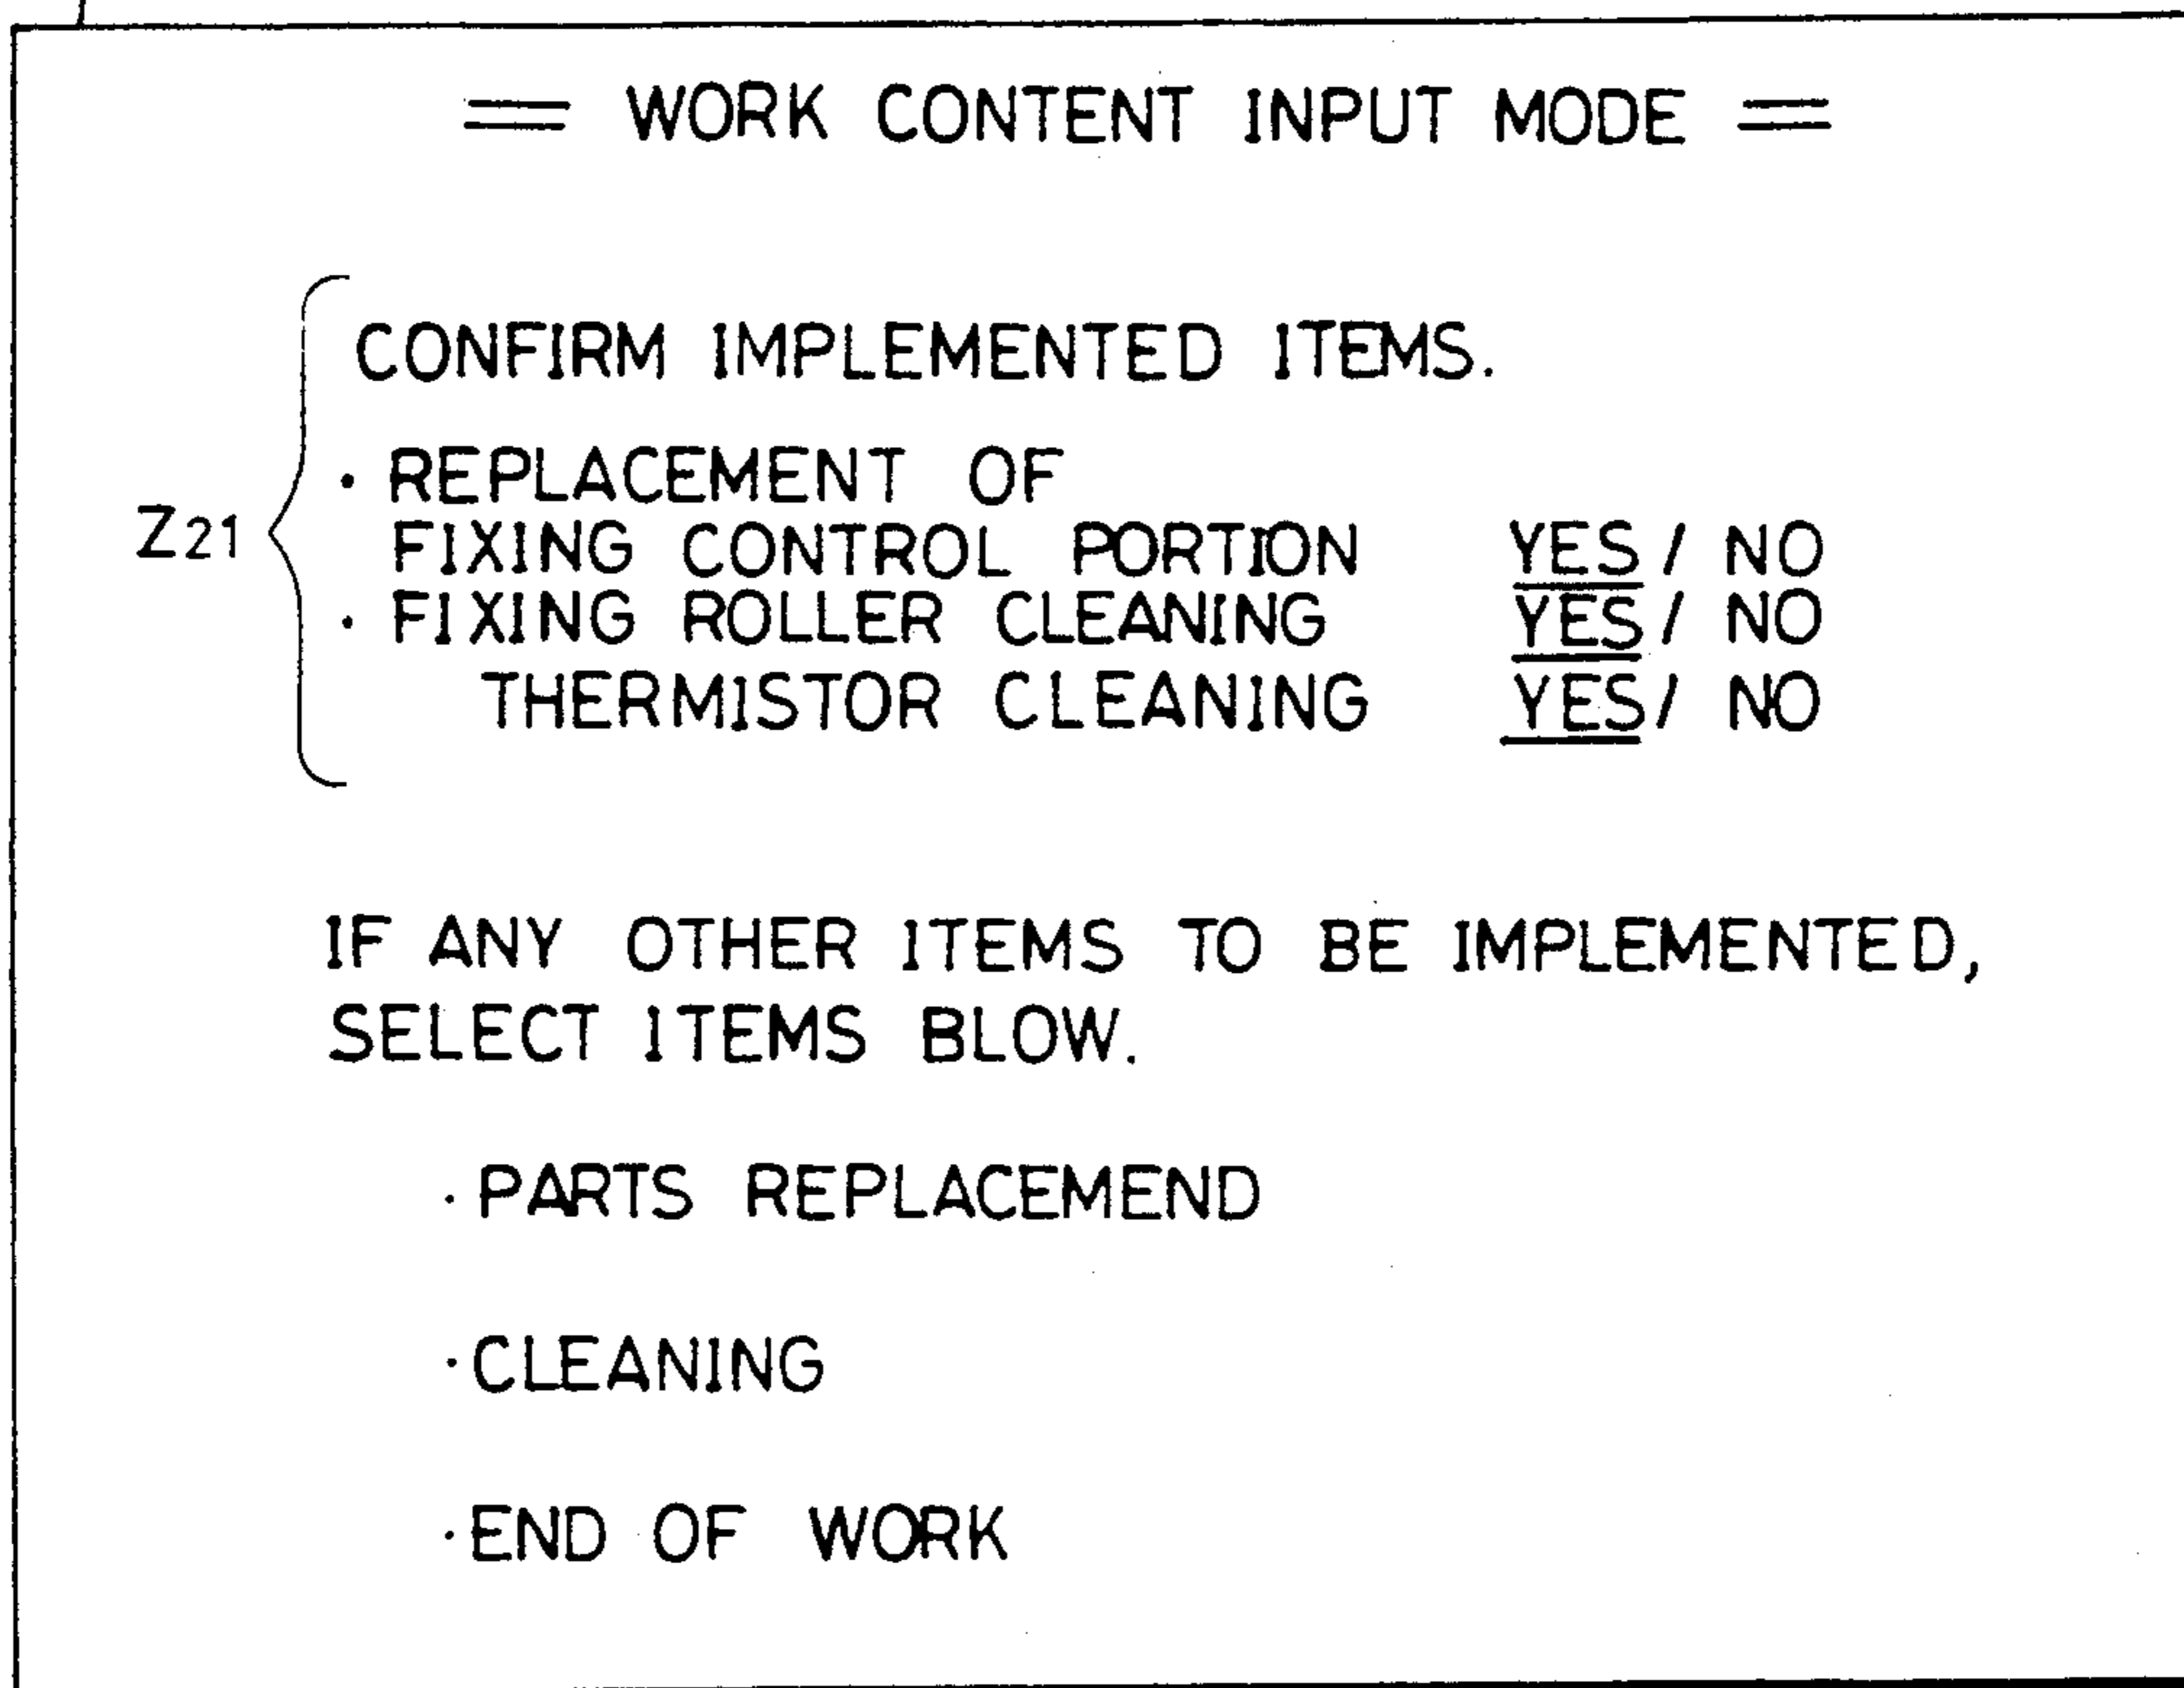 == WORK CONTENT INPUT MODE ==
CONFIRM IMPLEMENTED ITEMS.
· REPLACEMENT OF
Z21
FIXING CONTROL PORTION YES / NO
· FIXING ROLLER CLEANING YES / NO
THERMISTOR CLEANING YES / NO
IF ANY OTHER ITEMS TO BE IMPLEMENTED,
SELECT ITEMS BLOW.
· PARTS REPLACEMEND
· CLEANING
· END OF WORK